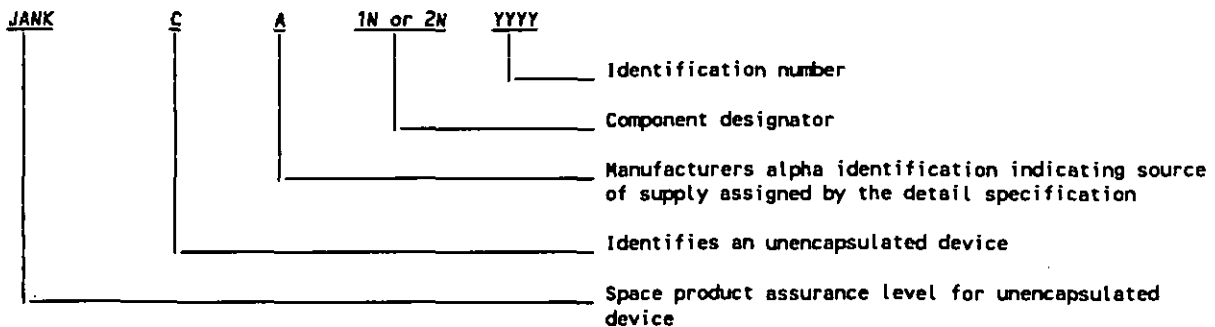 JANK C A 1N or 2N YYYY
Identification number
Component designator
Manufacturers alpha identification indicating source
of supply assigned by the detail specification
Identifies an unencapsulated device
Space product assurance level for unencapsulated
device